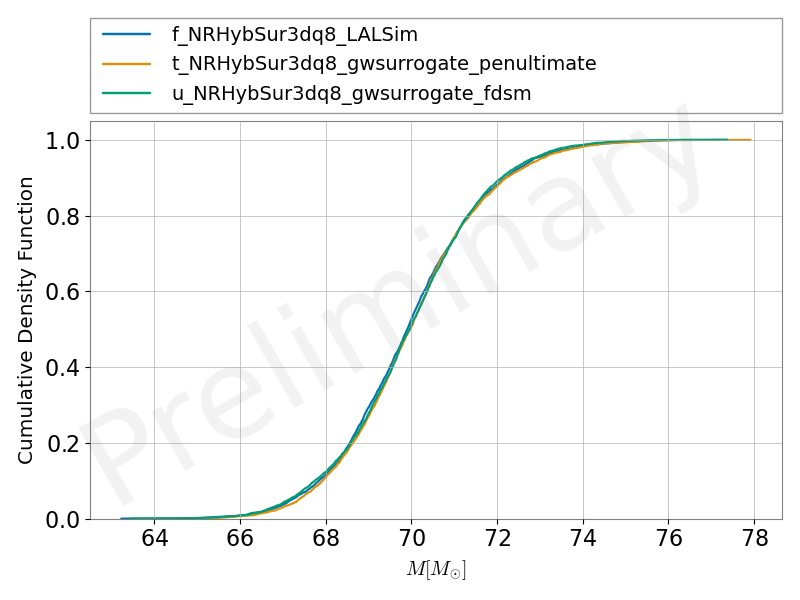 f_NRHybSur3dq8_LALSim
t_NRHybSur3dq8_gwsurrogate_penultimate
u_NRHybSur3dq8_gwsurrogate_fdsm
1.0
0.8
0.6
0.4
0.2
0.0
Cumulative Density Function
Preliminary
64 66 68 70 72 74 76 78
M[M⊙]